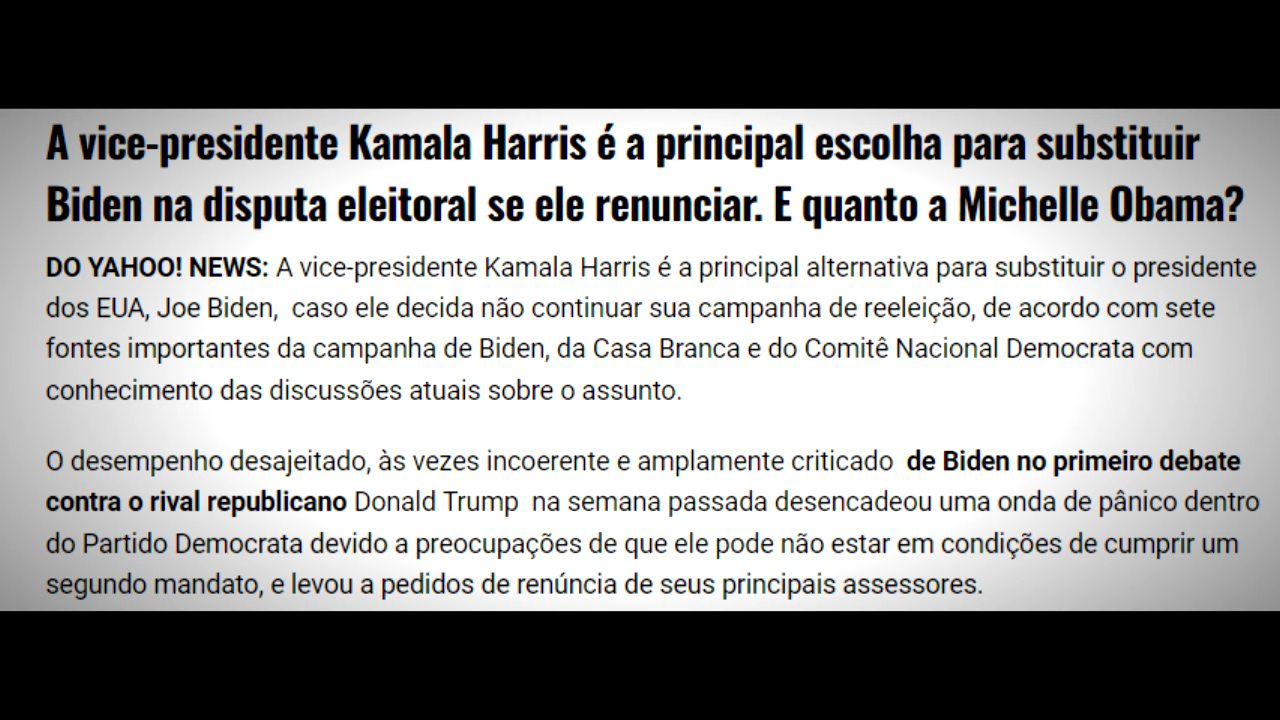 A vice-presidente Kamala Harris é a principal escolha para substituir
Biden na disputa eleitoral se ele renunciar. E quanto a Michelle Obama?
DO YAHOO! NEWS: A vice-presidente Kamala Harris é a principal alternativa para substituir o presidente
dos EUA, Joe Biden, caso ele decida não continuar sua campanha de reeleição, de acordo com sete
fontes importantes da campanha de Biden, da Casa Branca e do Comitê Nacional Democrata com
conhecimento das discussões atuais sobre o assunto.
O desempenho desajeitado, às vezes incoerente e amplamente criticado de Biden no primeiro debate
contra o rival republicano Donald Trump na semana passada desencadeou uma onda de pânico dentro
do Partido Democrata devido a preocupações de que ele pode não estar em condições de cumprir um
segundo mandato, e levou a pedidos de renúncia de seus principais assessores.